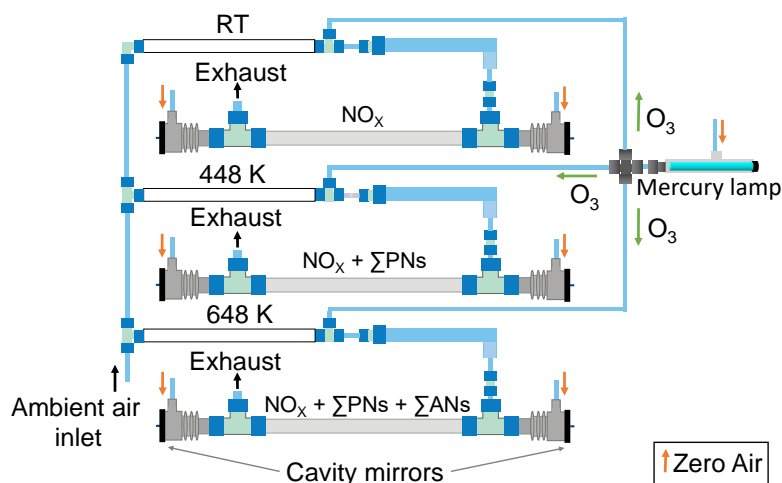 RT
Exhaust
NOX
O3
448 K
O3
Mercury lamp
Exhaust
O3
NOX + ∑PNs
648 K
Exhaust
Ambient air
inlet
NOX + ∑PNs + ∑ANs
Cavity mirrors
Zero Air